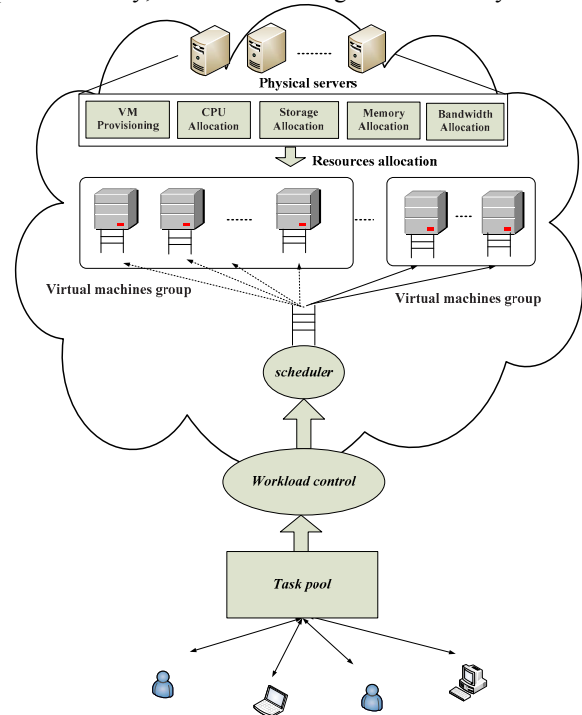 Physical servers
VM
Provisioning
CPU
Allocation
Storage
Allocation
Memory
Allocation
Bandwidth
Allocation
Resources allocation
Virtual machines group
Virtual machines group
scheduler
Workload control
Task pool